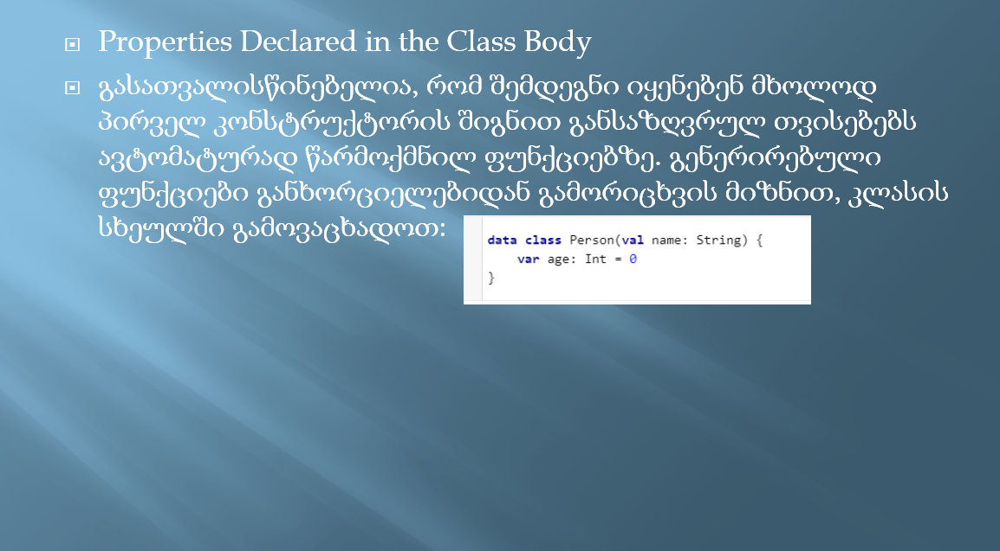 Properties Declared in the Class Body
გასათვალისწინებელია, რომ შემდეგნი იყენებენ მხოლოდ
პირველ კონსტრუქტორის შიგნით განსაზღვრულ თვისებებს
ავტომატურად წარმოქმნილ ფუნქციებზე. გენერირებული
ფუნქციები განხორციელებიდან გამორიცხვის მიზნით, კლასის
სხეულში გამოვაცხადოთ:
data class Person(val name: String) {
    var age: Int = 0
}